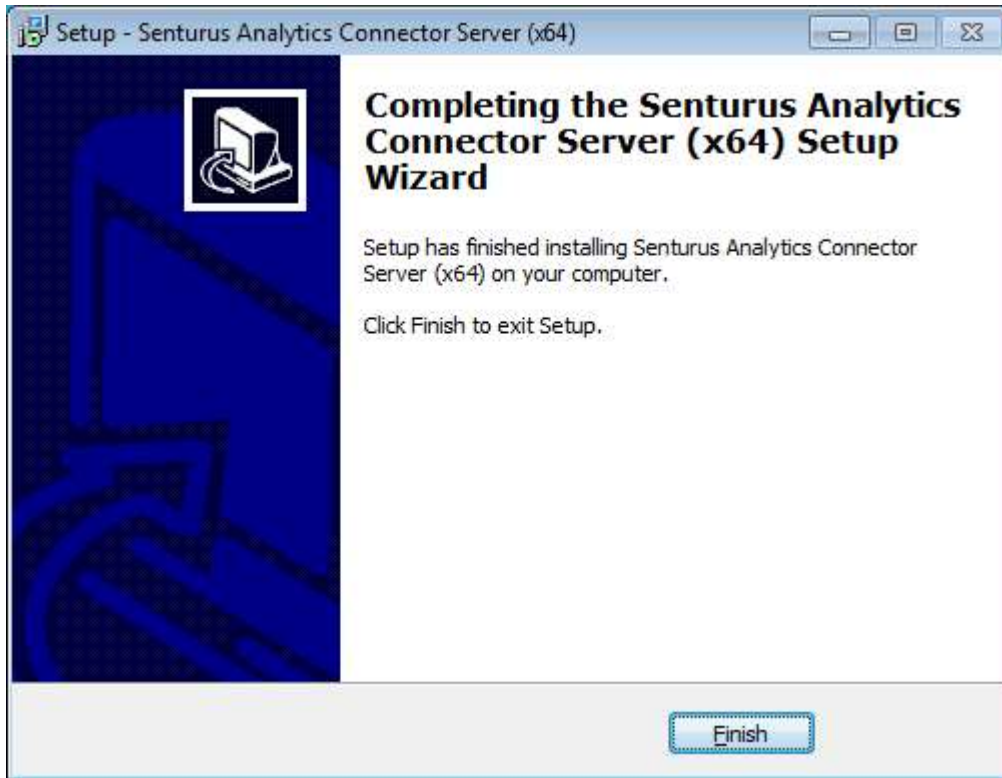 Setup - Senturus Analytics Connector Server (x64)
Completing the Senturus Analytics
Connector Server (x64) Setup
Wizard
Setup has finished installing Senturus Analytics Connector
Server (x64) on your computer.
Click Finish to exit Setup.
Finish